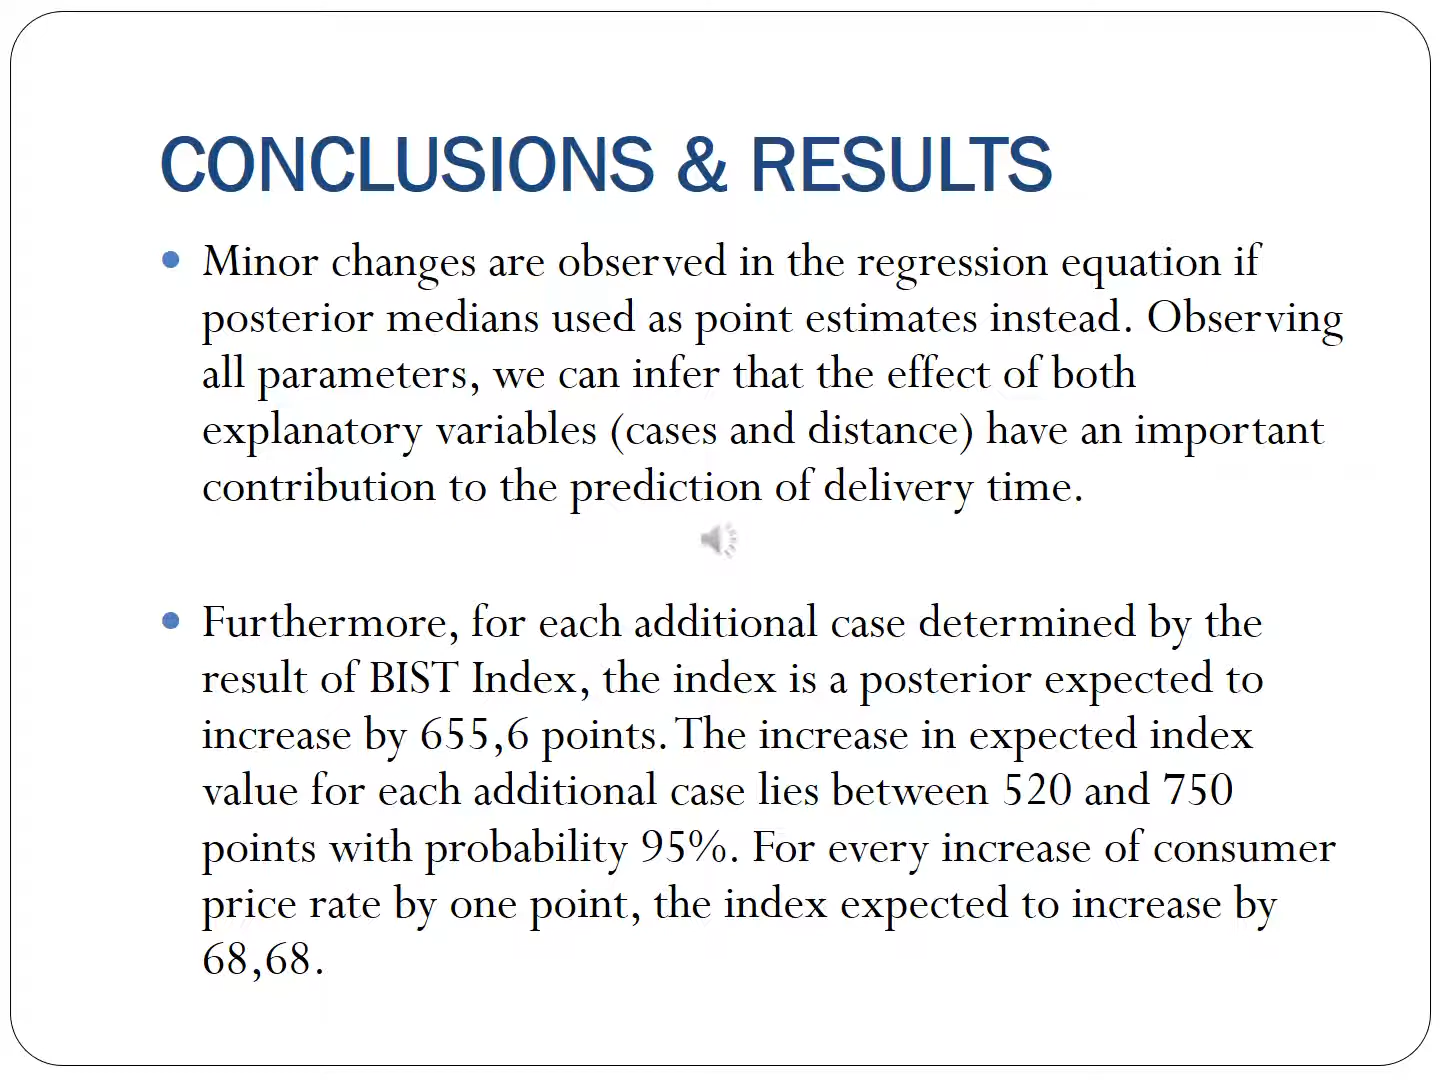 CONCLUSIONS & RESULTS
Minor changes are observed in the regression equation if
posterior medians used as point estimates instead. Observing
all parameters, we can infer that the effect of both
explanatory variables (cases and distance) have an important
contribution to the prediction of delivery time.
Furthermore, for each additional case determined by the
result of BIST Index, the index is a posterior expected to
increase by 655,6 points. The increase in expected index
value for each additional case lies between 520 and 750
points with probability 95%. For every increase of consumer
price rate by one point, the index expected to increase by
68,68.